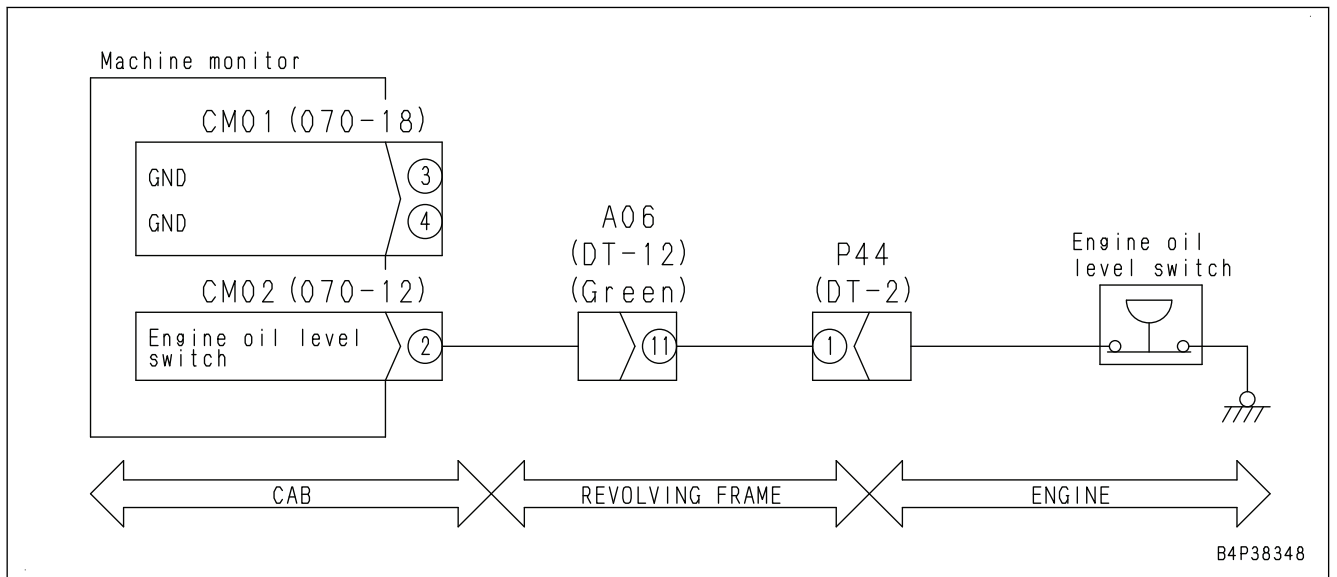 Machine monitor
CM01 (070-18)
GND
3
GND
4
CM02 (070-12)
Engine oil level
switch
2
A06
(DT-12)
(Green)
11
P44
(DT-2)
1
Engine oil
level switch
CAB
REVOLVING FRAME
ENGINE
B4P38348